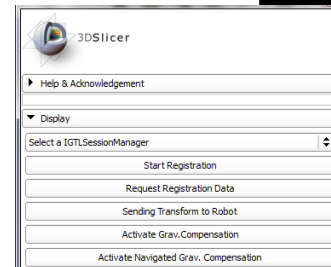 3DSlicer
Help & Acknowledgement
Display
Select a IGTLSessionManager
Start Registration
Request Registration Data
Sending Transform to Robot
Activate Grav.Compensation
Activate Navigated Grav. Compensation